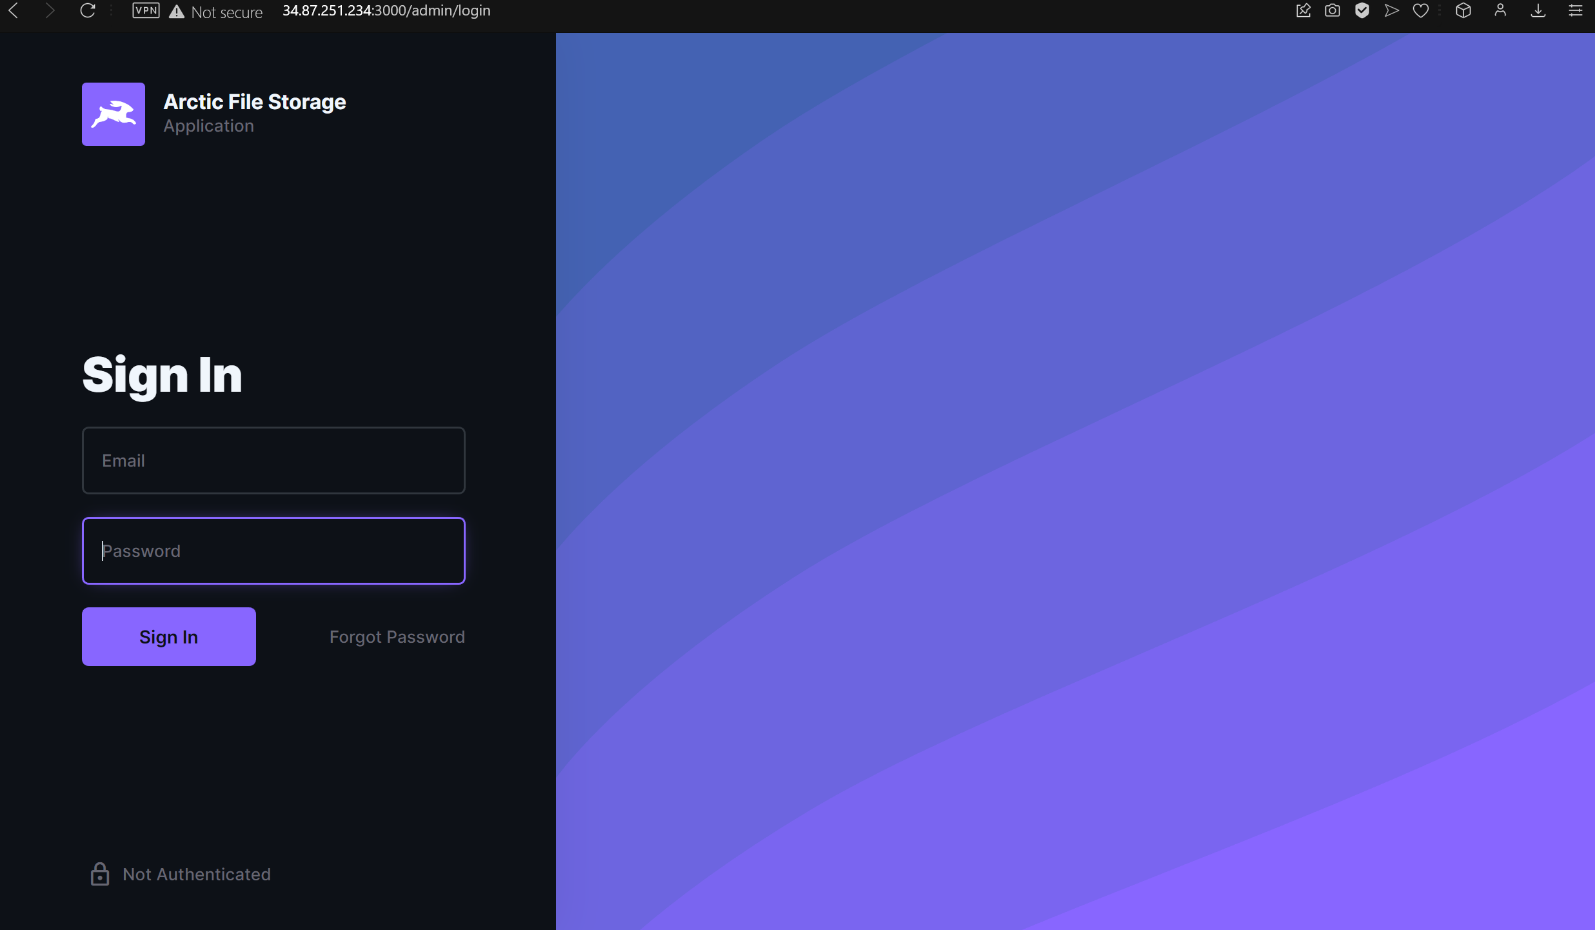 VPN
Not secure
34.87.251.234:3000/admin/login
Arctic File Storage
Application
Sign In
Email
Password
Sign In
Forgot Password
Not Authenticated